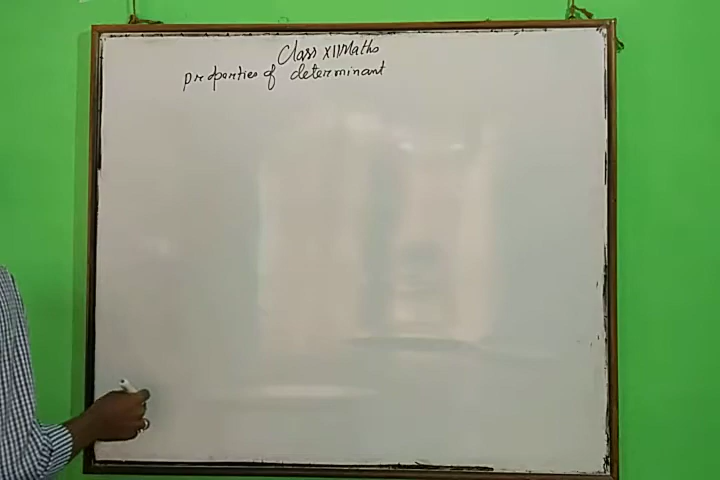 Class XII Maths
properties of determinant